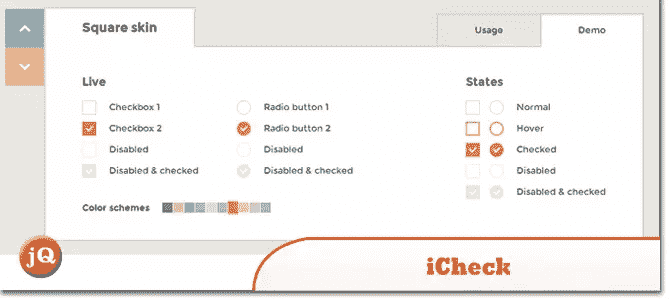 Square skin
Usage
Demo
Live
States
Checkbox 1
Radio button 1
Normal
Checkbox 2
Radio button 2
Hover
Disabled
Disabled
Checked
Disabled & checked
Disabled & checked
Disabled
Disabled & checked
Color schemes
jQ
iCheck